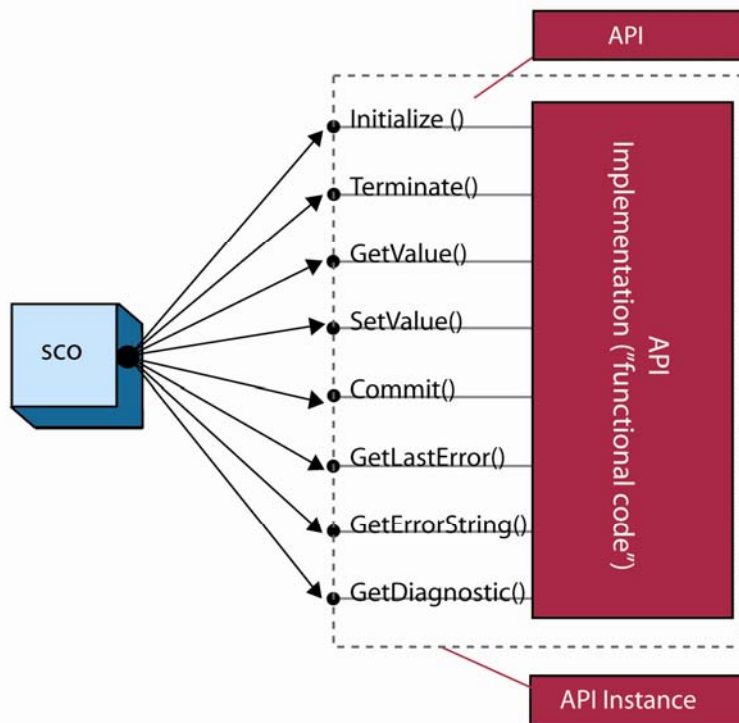 API
Initialize ()
Terminate()
GetValue()
SetValue()
Commit()
GetLastError()
GetErrorString()
GetDiagnostic()
SCO
API
Implementation ("functional code")
API Instance